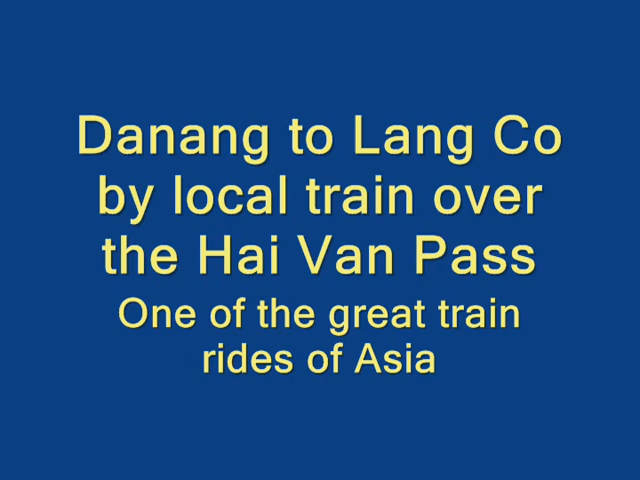 Danang to Lang Co
by local train over
the Hai Van Pass
One of the great train
rides of Asia